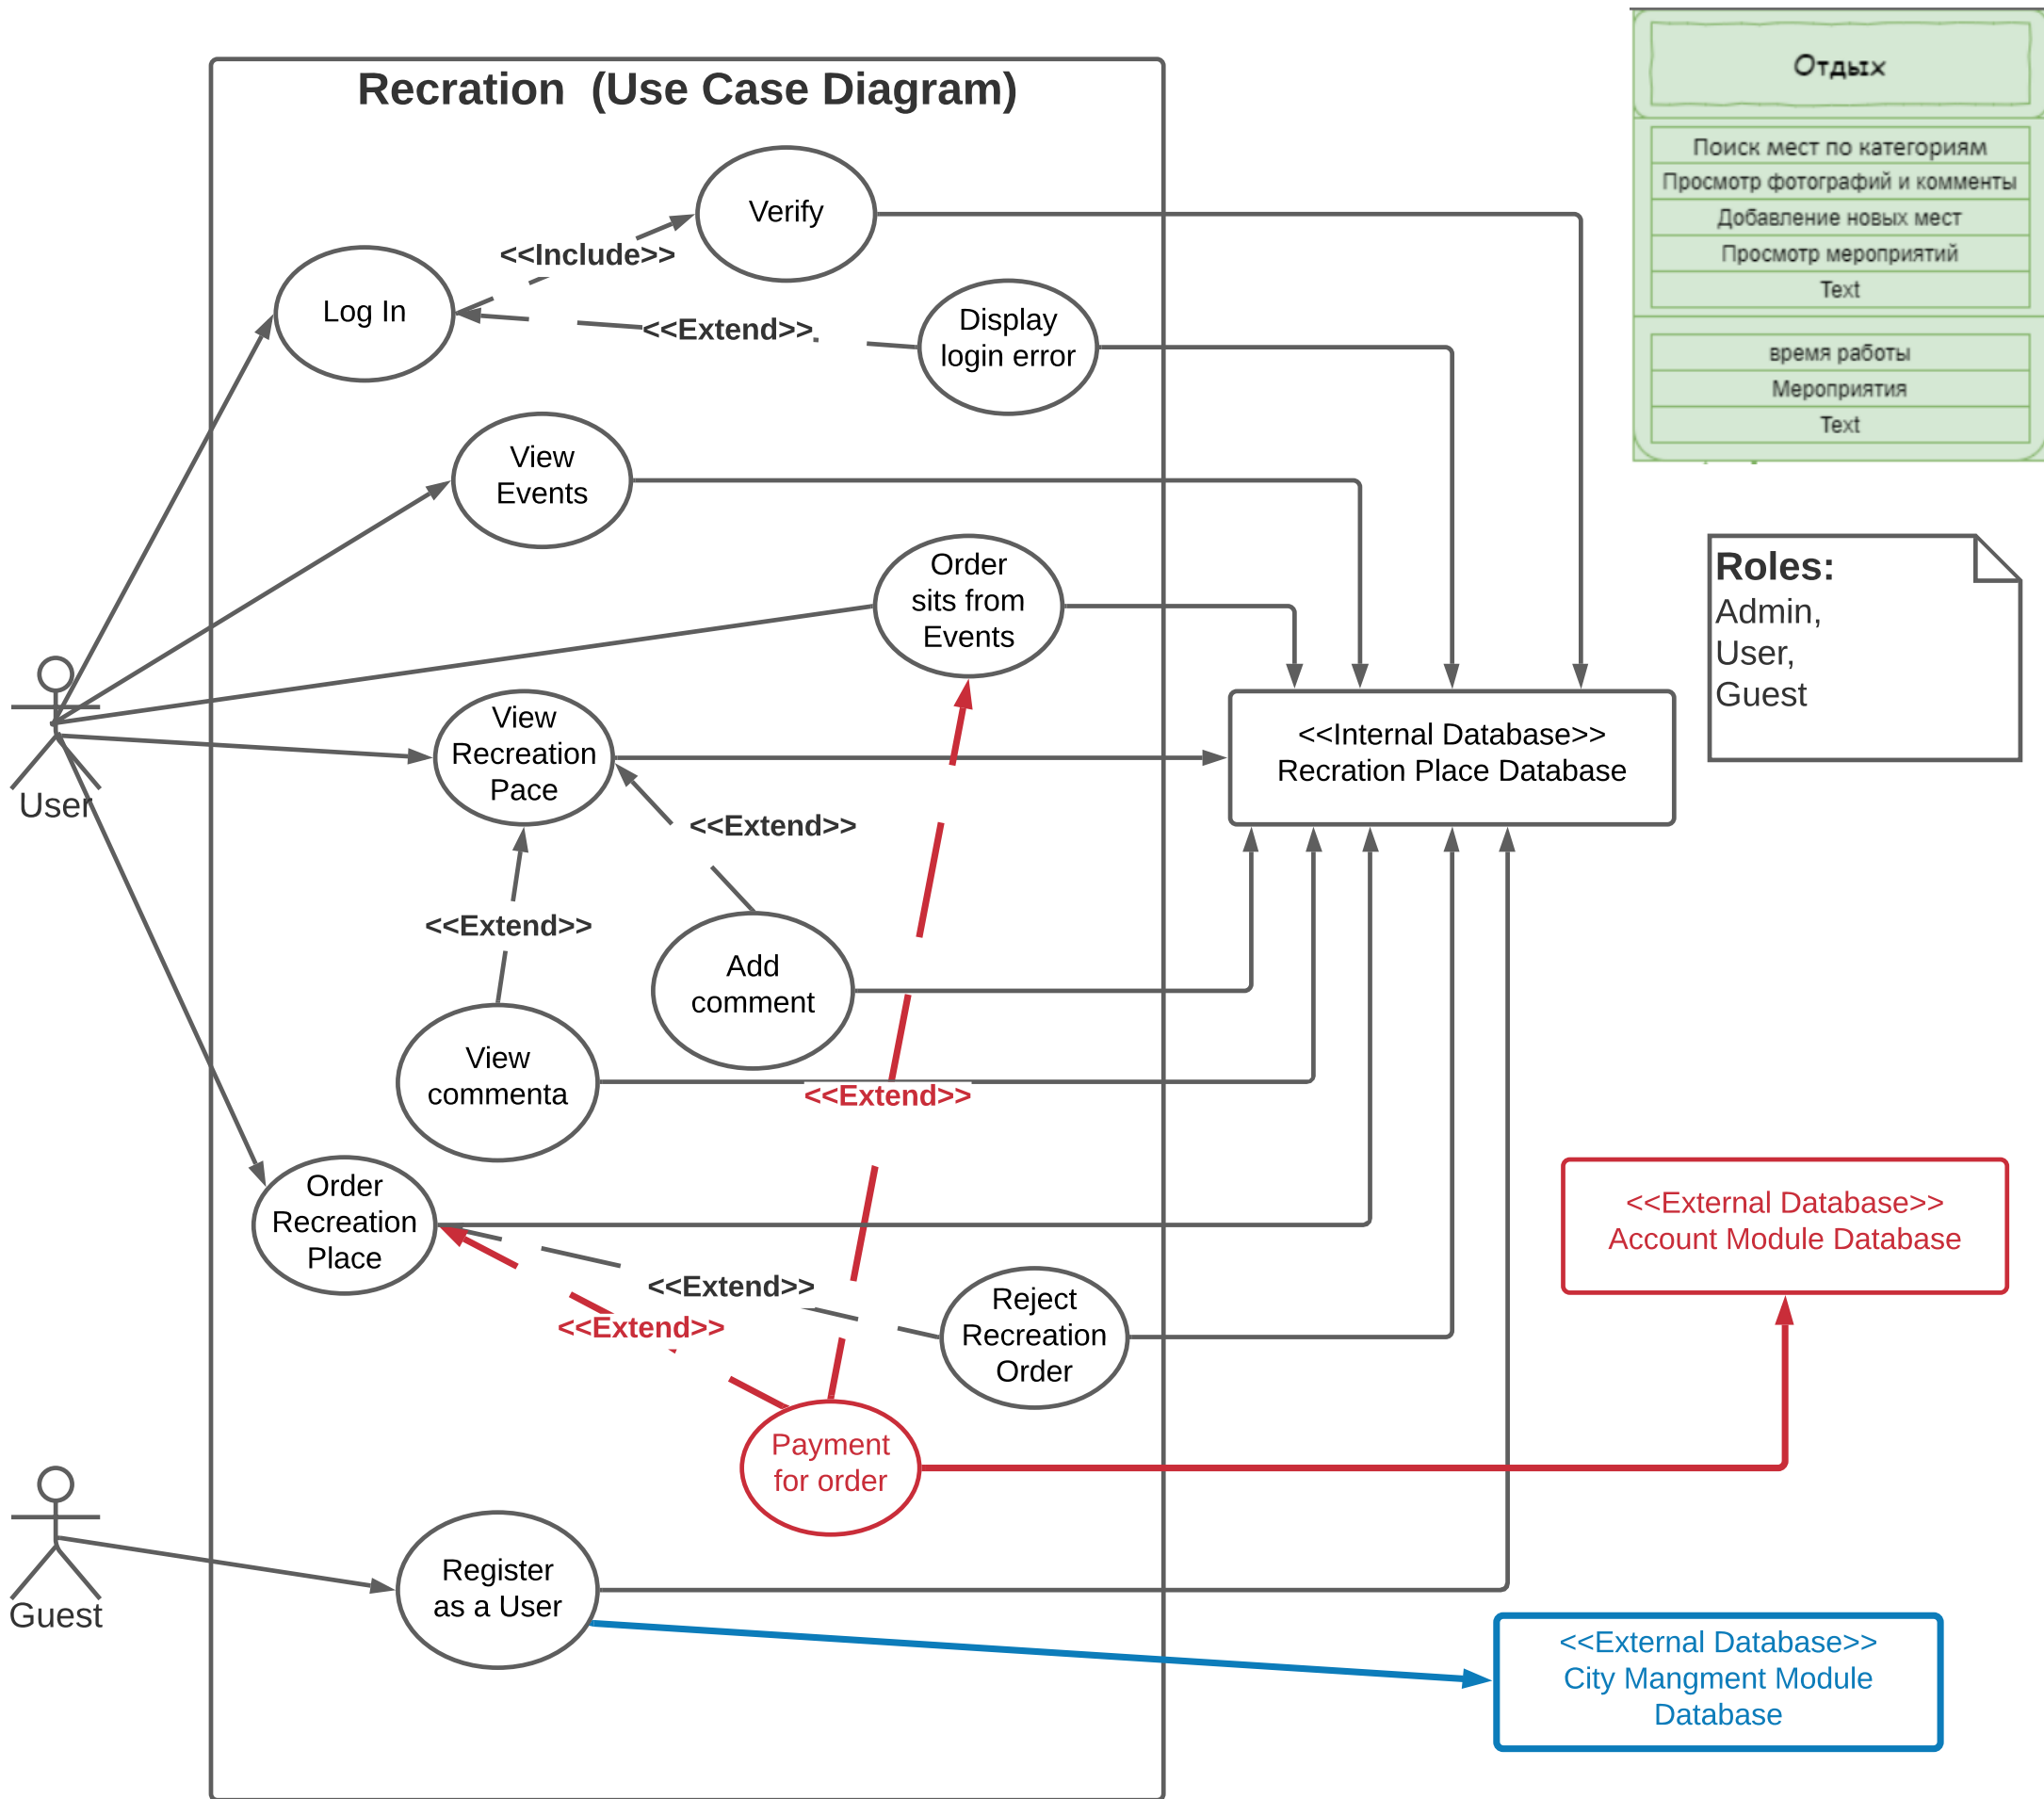 Recration  (Use Case Diagram)
Verify
<<Include>>
Log In
<<Extend>>
Display
login error
View
Events
Order
sits from
Events
User
View
Recreation
Pace
<<Extend>>
<<Extend>>
Add
comment
View
commenta
<<Extend>>
Order
Recreation
Place
<<Extend>>
<<Extend>>
Reject
Recreation
Order
Payment
for order
Guest
Register
as a User
<<Internal Database>>
Recration Place Database
<<External Database>>
Account Module Database
<<External Database>>
City Mangment Module
Database
Отдых
Поиск мест по категориям
Просмотр фотографий и комменты
Добавление новых мест
Просмотр мероприятий
Text
время работы
Мероприятия
Text
Roles:
Admin,
User,
Guest